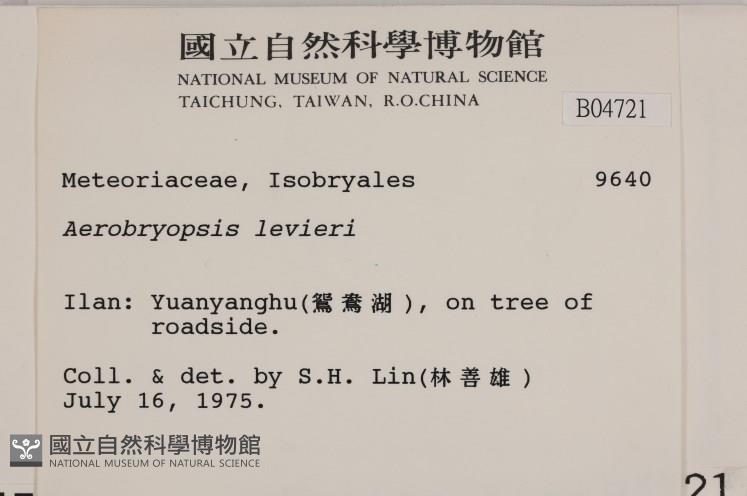 國立自然科學博物館
NATIONAL MUSEUM OF NATURAL SCIENCE
TAICHUNG, TAIWAN, R.O.CHINA
B04721
Meteoriaceae, Isobryales 9640
Aerobryopsis levieri
Ilan: Yuanyanghu(鴛鴦湖), on tree of
roadside.
Coll. & det. by S.H. Lin(林善雄)
July 16, 1975.
國立自然科學博物館
NATIONAL MUSEUM OF NATURAL SCIENCE
21